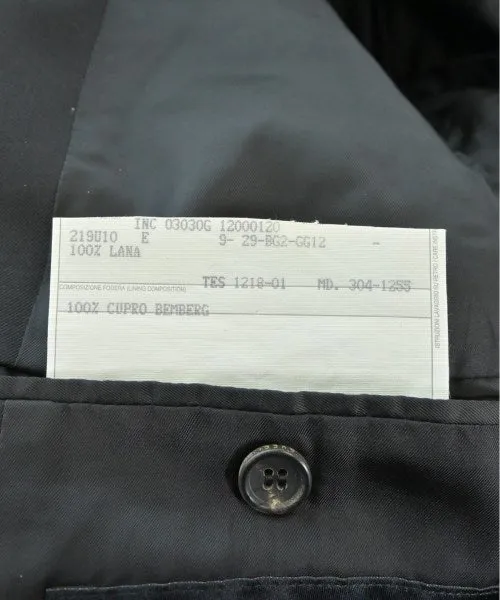 INC 03030G 12000120
219U10 E 9- 29-BG2-GG12 -
100% LANA
TES 1218-01 MD. 304-1255
COMPOSIZIONE FODERA (LINING COMPOSITION)
100% CUPRO BEMBERG